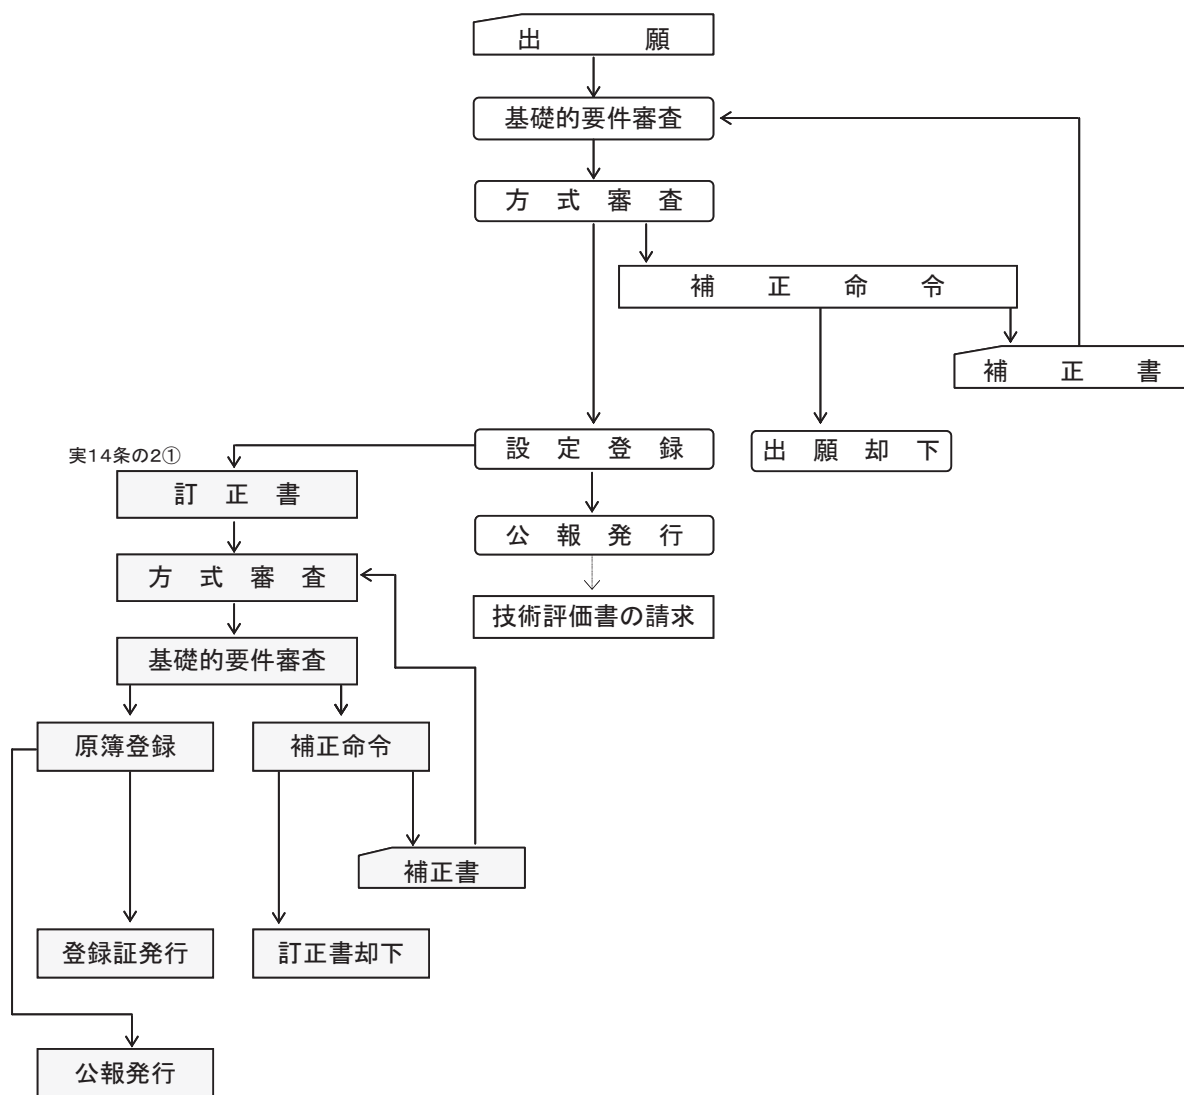 出　　願
基礎的要件審査
方　式　審　査
補　正　命　令
補　正　書
設　定　登　録
出　願　却　下
実14条の2①
訂　正　書
公　報　発　行
方　式　審　査
技術評価書の請求
基礎的要件審査
原簿登録
補正命令
補正書
登録証発行
訂正書却下
公報発行